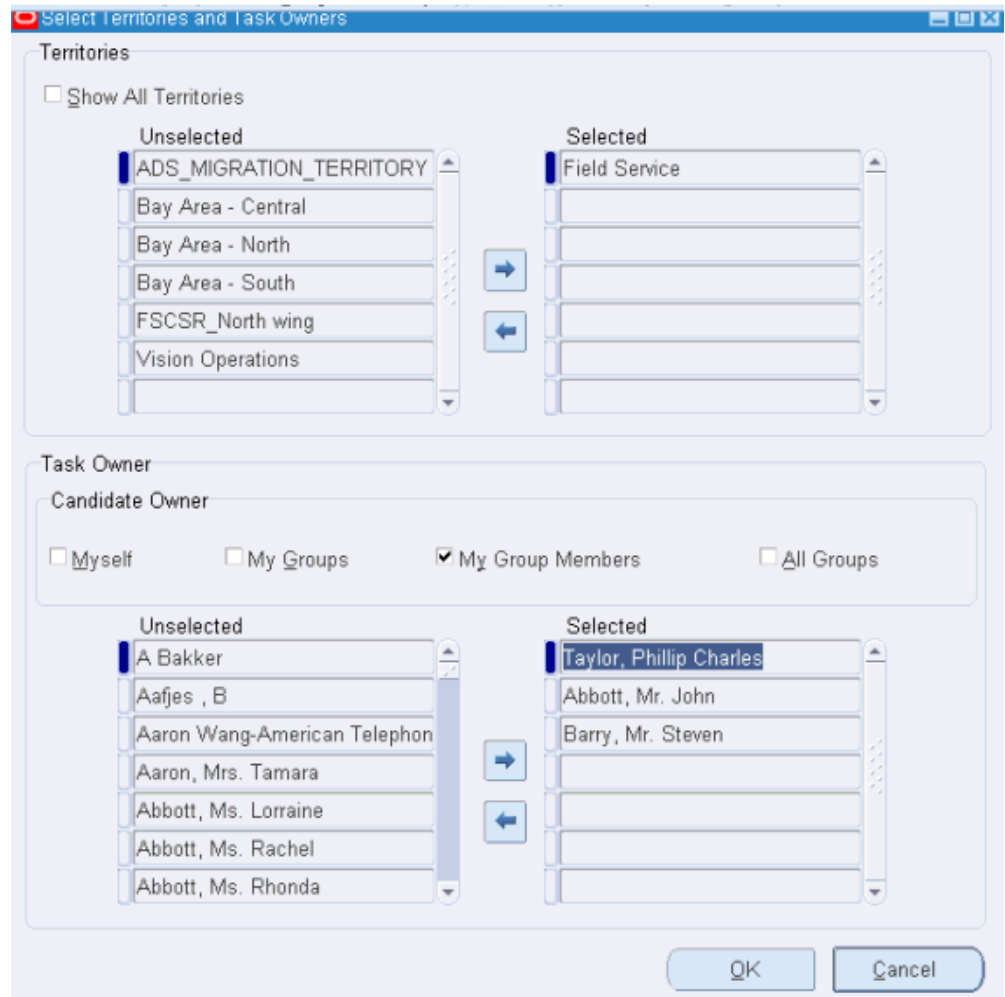 Select Territories and Task Owners
Territories
Show All Territories
Unselected
Selected
ADS_MIGRATION_TERRITORY
Field Service
Bay Area - Central
Bay Area - North
Bay Area - South
FSCSR_North wing
Vision Operations
Task Owner
Candidate Owner
Myself My Groups My Group Members All Groups
Unselected
Selected
A Bakker
Taylor, Phillip Charles
Aafjes , B
Abbott, Mr. John
Aaron Wang-American Telephon
Barry, Mr. Steven
Aaron, Mrs. Tamara
Abbott, Ms. Lorraine
Abbott, Ms. Rachel
Abbott, Ms. Rhonda
OK Cancel